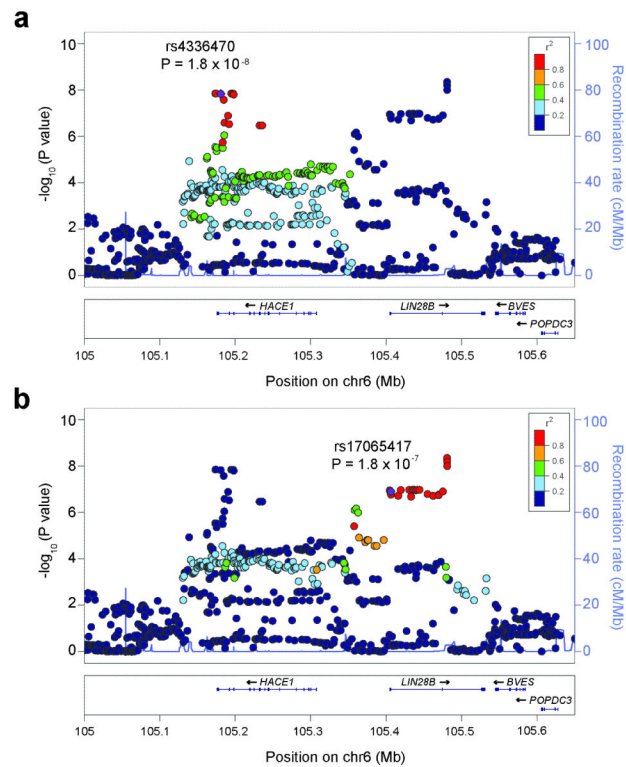 a
rs4336470
P = 1.8 x 10⁻⁸
r²
0.8
0.6
0.4
0.2
10
8
6
4
2
0
-log₁₀ (P value)
100
80
60
40
20
0
Recombination rate (cM/Mb)
← HACE1
LIN28B →
← BVES
← POPDC3
105 105.1 105.2 105.3 105.4 105.5 105.6
Position on chr6 (Mb)
b
rs17065417
P = 1.8 x 10⁻⁷
r²
0.8
0.6
0.4
0.2
10
8
6
4
2
0
-log₁₀ (P value)
100
80
60
40
20
0
Recombination rate (cM/Mb)
← HACE1
LIN28B →
← BVES
← POPDC3
105 105.1 105.2 105.3 105.4 105.5 105.6
Position on chr6 (Mb)